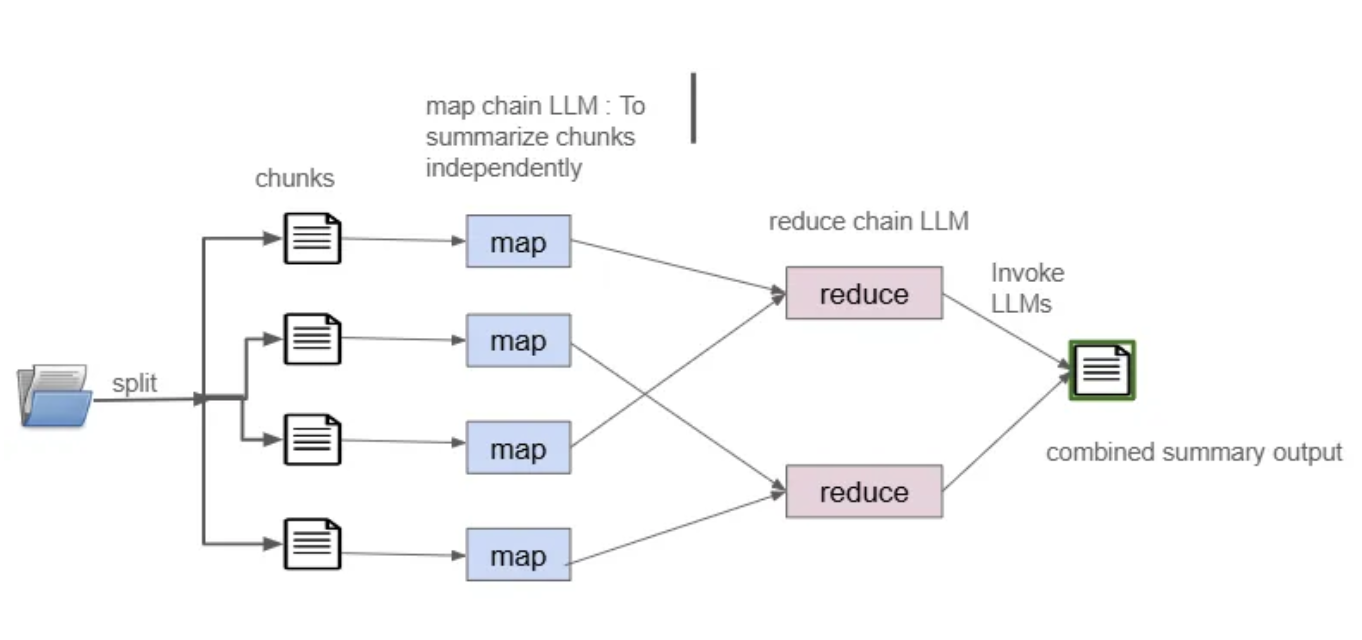 map chain LLM : To
summarize chunks
independently
chunks
reduce chain LLM
map
Invoke
LLMs
reduce
map
split
combined summary output
map
reduce
map